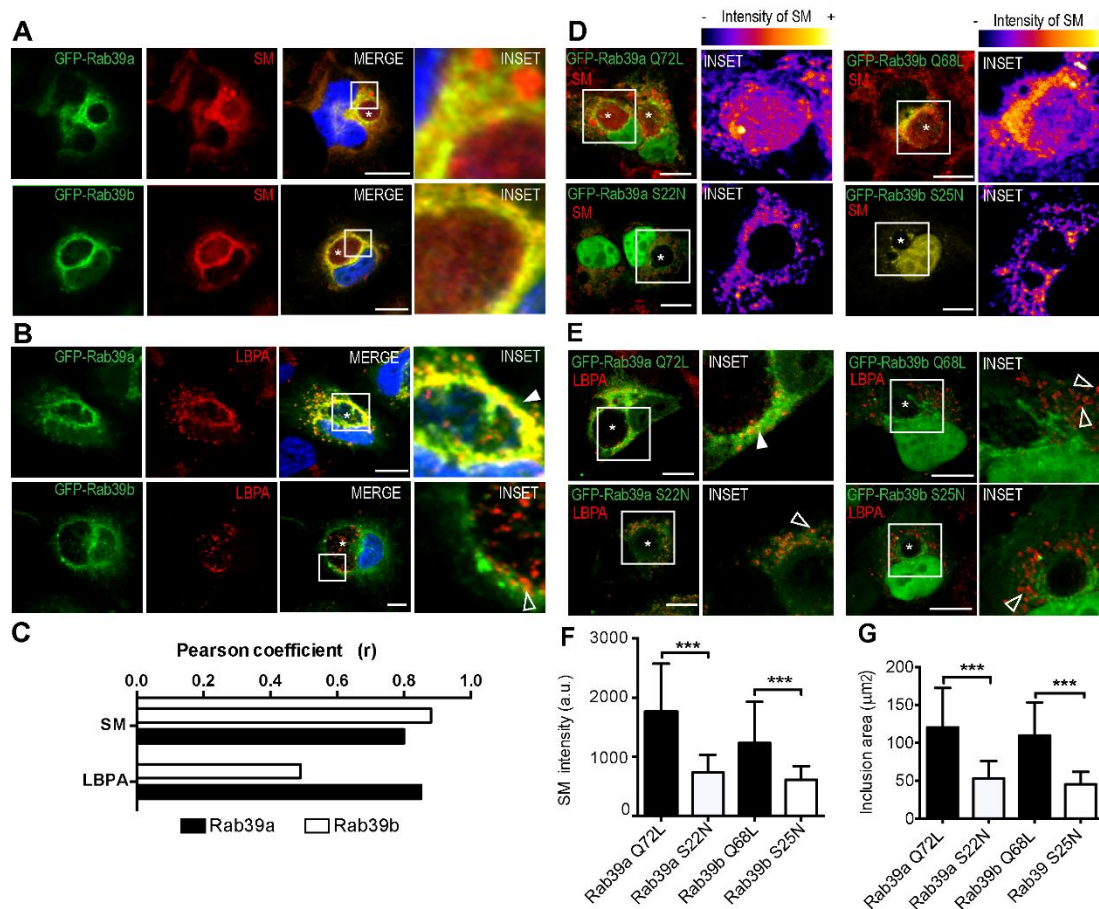 A
GFP-Rab39a
SM
MERGE
INSET
GFP-Rab39b
SM
MERGE
INSET
B
GFP-Rab39a
LBPA
MERGE
INSET
GFP-Rab39b
LBPA
MERGE
INSET
C
Pearson coefficient (r)
0.0 0.2 0.4 0.6 0.8 1.0
SM
LBPA
Rab39a Rab39b
D
- Intensity of SM +
- Intensity of SM
GFP-Rab39a Q72L
SM
INSET
GFP-Rab39b Q68L
SM
INSET
GFP-Rab39a S22N
SM
INSET
GFP-Rab39b S25N
SM
INSET
E
GFP-Rab39a Q72L
LBPA
INSET
GFP-Rab39b Q68L
LBPA
INSET
GFP-Rab39a S22N
LBPA
INSET
GFP-Rab39b S25N
LBPA
INSET
F
SM intensity (a.u.)
3000
2000
1000
0
***
***
Rab39a Q72L
Rab39a S22N
Rab39b Q68L
Rab39b S25N
G
Inclusion area (µm2)
200
150
100
50
0
***
***
Rab39a Q72L
Rab39a S22N
Rab39b Q68L
Rab39 S25N